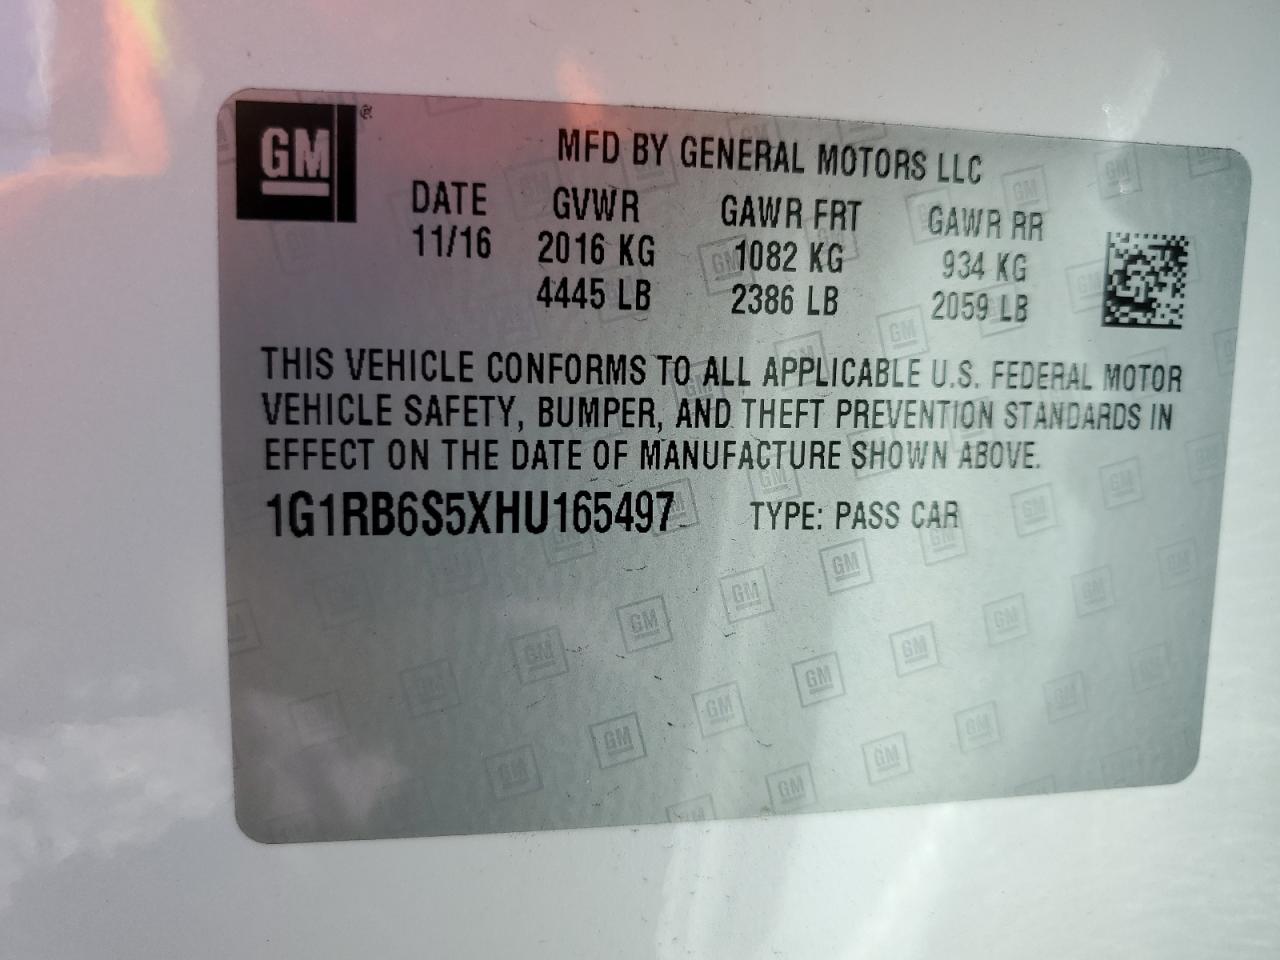 GM®
MFD BY GENERAL MOTORS LLC
DATE GVWR GAWR FRT GAWR RR
11/16 2016 KG 1082 KG 934 KG
4445 LB 2386 LB 2059 LB
THIS VEHICLE CONFORMS TO ALL APPLICABLE U.S. FEDERAL MOTOR
VEHICLE SAFETY, BUMPER, AND THEFT PREVENTION STANDARDS IN
EFFECT ON THE DATE OF MANUFACTURE SHOWN ABOVE.
1G1RB6S5XHU165497 TYPE: PASS CAR